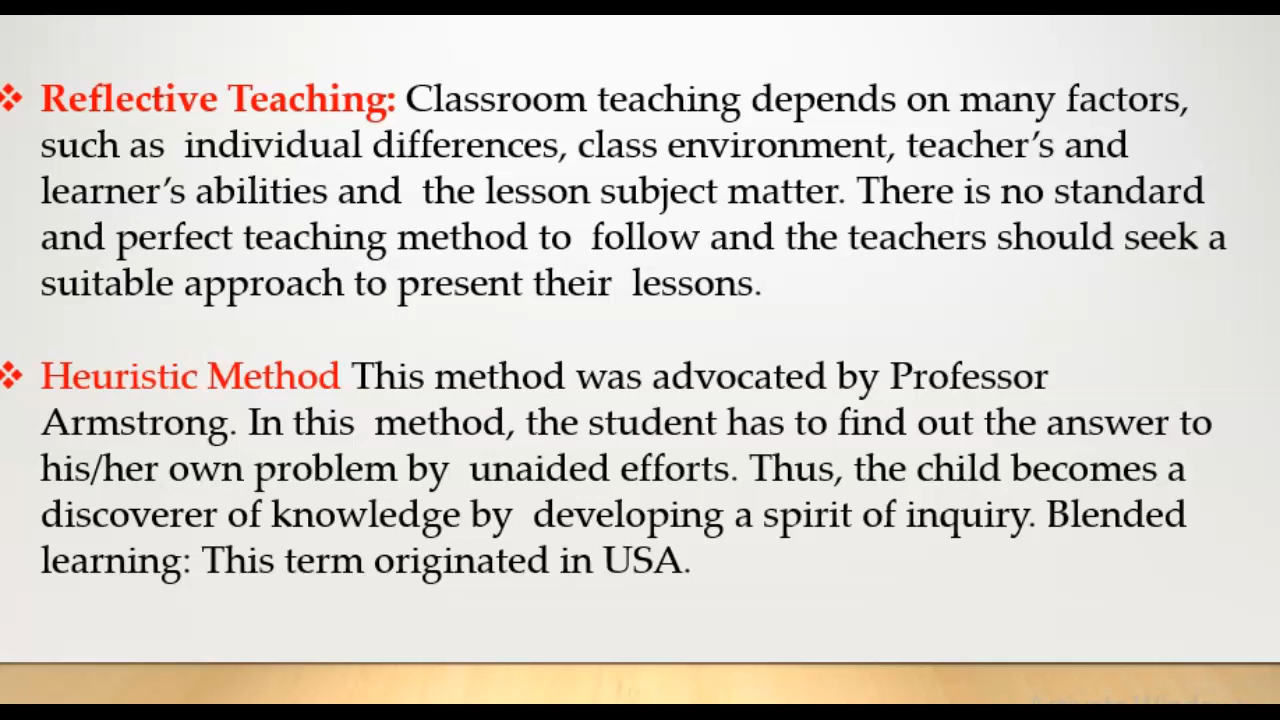 ❖ Reflective Teaching: Classroom teaching depends on many factors,
such as individual differences, class environment, teacher’s and
learner’s abilities and the lesson subject matter. There is no standard
and perfect teaching method to follow and the teachers should seek a
suitable approach to present their lessons.
❖ Heuristic Method This method was advocated by Professor
Armstrong. In this method, the student has to find out the answer to
his/her own problem by unaided efforts. Thus, the child becomes a
discoverer of knowledge by developing a spirit of inquiry. Blended
learning: This term originated in USA.